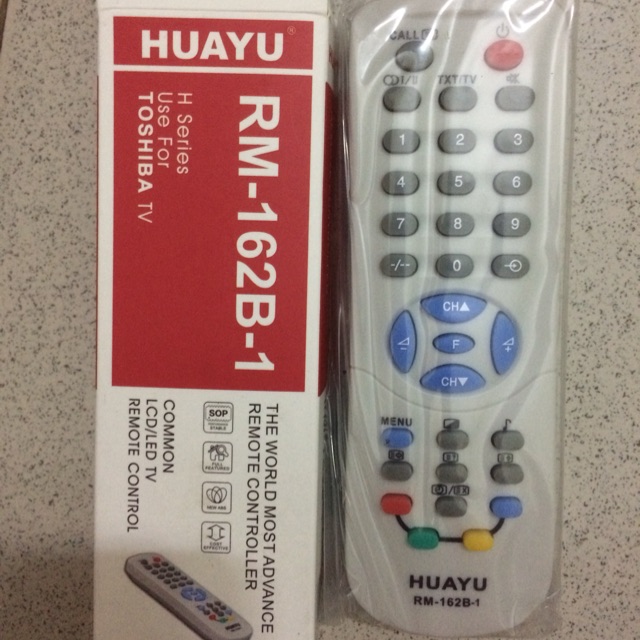 HUAYU®
RM-162B-1
H Series
Use For
TOSHIBA TV
THE WORLD MOST ADVANCE
REMOTE CONTROLLER
SOP
COMMON
LCD/LED TV
REMOTE CONTROL
CALL
I/II TXT/TV
1 2 3
4 5 6
7 8 9
-/-- 0
CH▲
- F +
CH▼
MENU
HUAYU
RM-162B-1